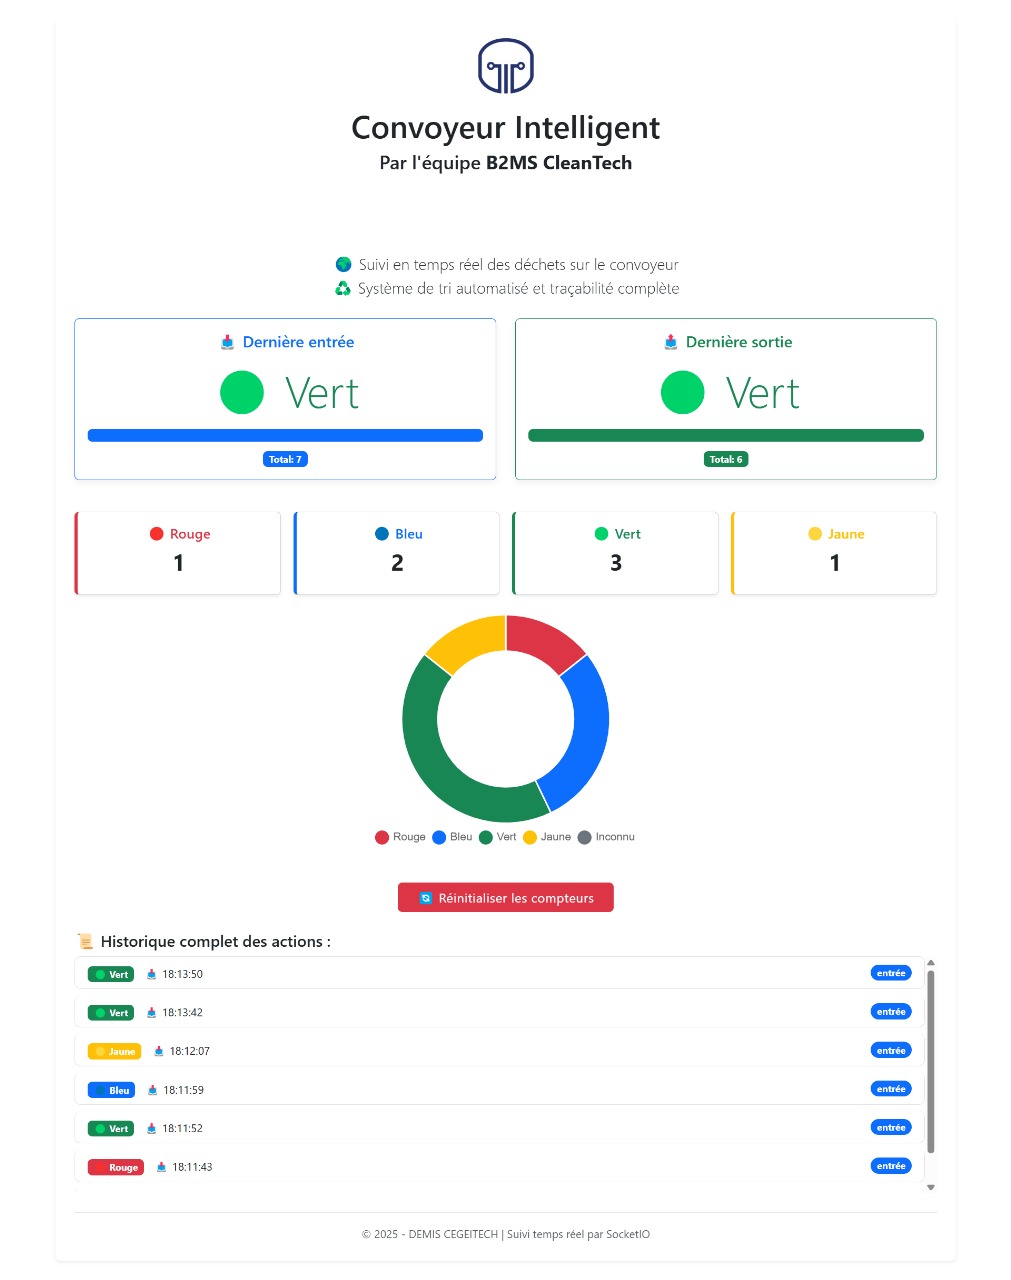 Convoyeur Intelligent
Par l'équipe B2MS CleanTech
Suivi en temps réel des déchets sur le convoyeur
Système de tri automatisé et traçabilité complète
Dernière entrée
Vert
Total: 7
Dernière sortie
Vert
Total: 6
Rouge
1
Bleu
2
Vert
3
Jaune
1
Rouge Bleu Vert Jaune Inconnu
Réinitialiser les compteurs
Historique complet des actions :
Vert 18:13:50 entrée
Vert 18:13:42 entrée
Jaune 18:12:07 entrée
Bleu 18:11:59 entrée
Vert 18:11:52 entrée
Rouge 18:11:43 entrée
© 2025 - DEMIS CEGEITECH | Suivi temps réel par SocketIO